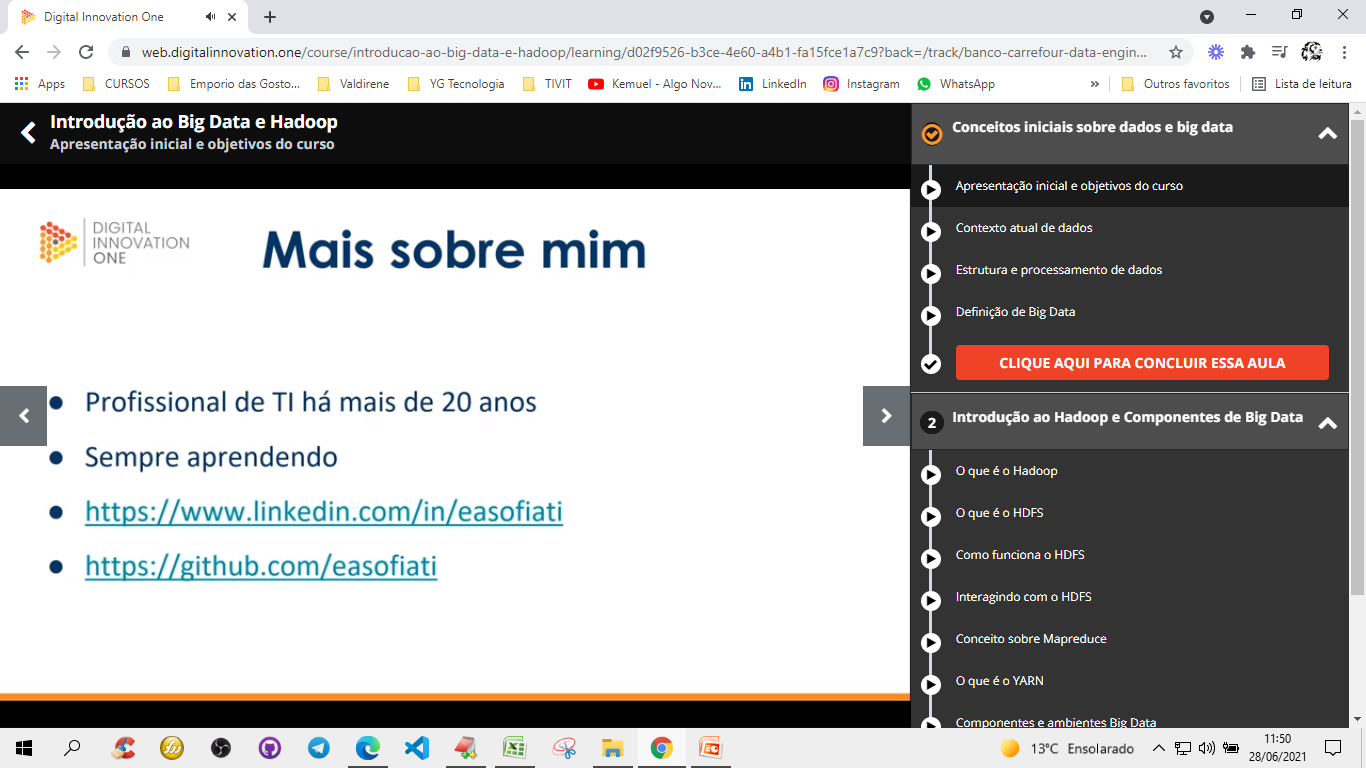 Digital Innovation One
web.digitalinnovation.one/course/introducao-ao-big-data-e-hadoop/learning/d02f9526-b3ce-4e60-a4b1-fa15fce1a7c9?back=/track/banco-carrefour-data-engin...
Apps CURSOS Emporio das Gosto... Valdirene YG Tecnologia TIVIT Kemuel - Algo Nov... LinkedIn Instagram WhatsApp » Outros favoritos Lista de leitura
Introdução ao Big Data e Hadoop
Apresentação inicial e objetivos do curso
DIGITAL
INNOVATION
ONE
Mais sobre mim
Profissional de TI há mais de 20 anos
Sempre aprendendo
https://www.linkedin.com/in/easofiati
https://github.com/easofiati
Conceitos iniciais sobre dados e big data
Apresentação inicial e objetivos do curso
Contexto atual de dados
Estrutura e processamento de dados
Definição de Big Data
CLIQUE AQUI PARA CONCLUIR ESSA AULA
2 Introdução ao Hadoop e Componentes de Big Data
O que é o Hadoop
O que é o HDFS
Como funciona o HDFS
Interagindo com o HDFS
Conceito sobre Mapreduce
O que é o YARN
Componentes e ambientes Big Data
13°C Ensolarado
11:50
28/06/2021